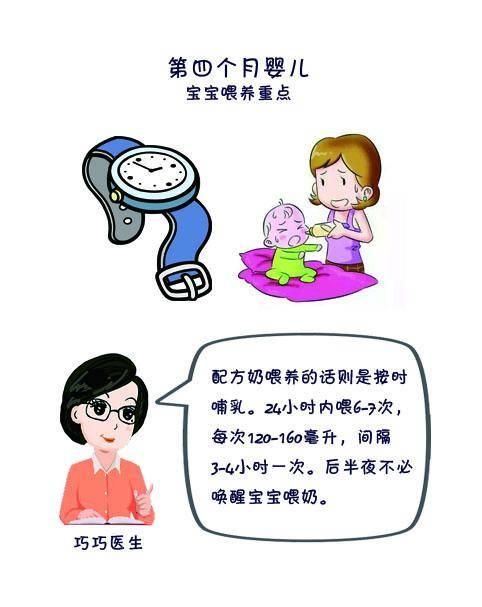 第四个月婴儿
宝宝喂养重点
配方奶喂养的话则是按时
哺乳。24小时内喂6-7次，
每次120-160毫升，间隔
3-4小时一次。后半夜不必
唤醒宝宝喂奶。
巧巧医生